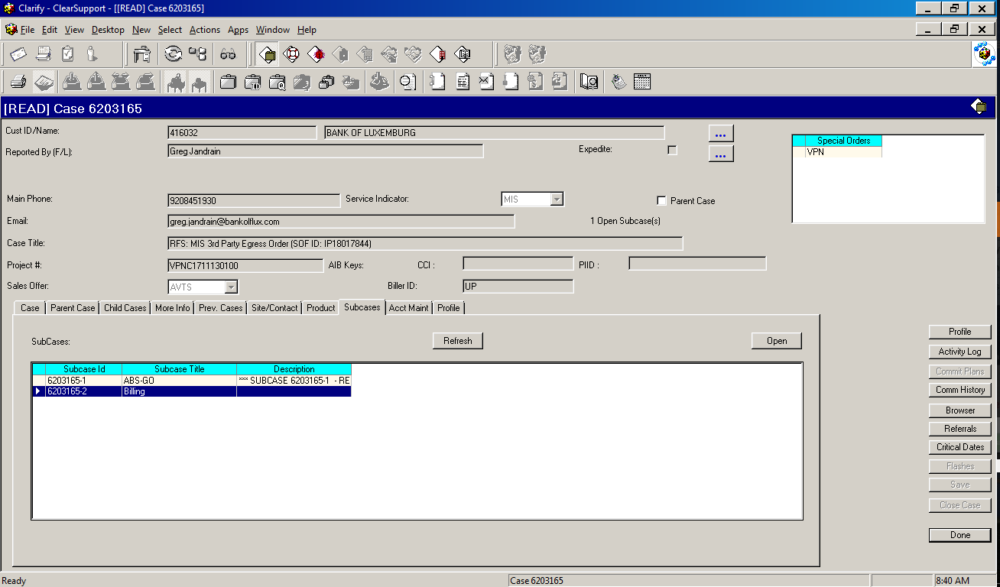 Clarify - ClearSupport - [[READ] Case 6203165]
File Edit View Desktop New Select Actions Apps Window Help
[READ] Case 6203165
Cust ID/Name: 416032 BANK OF LUXEMBURG ...
Reported By (F/L): Greg Jandrain Expedite: ...
Special Orders
VPN
Main Phone: 9208451930 Service Indicator: MIS Parent Case
Email: greg.jandrain@bankoflux.com 1 Open Subcase(s)
Case Title: RFS: MIS 3rd Party Egress Order (SOF ID: IP18017844)
Project #: VPNC1711130100 AIB Keys: CCI : PIID :
Sales Offer: AVTS Biller ID: UP
Case Parent Case Child Cases More Info Prev. Cases Site/Contact Product Subcases Acct Maint Profile
SubCases: Refresh Open
Subcase Id Subcase Title Description
6203165-1 ABS-GO *** SUBCASE 6203165-1 - RE
6203165-2 Billing
Profile
Activity Log
Commit Plans
Comm History
Browser
Referrals
Critical Dates
Flashes
Save
Close Case
Done
Ready Case 6203165 8:40 AM